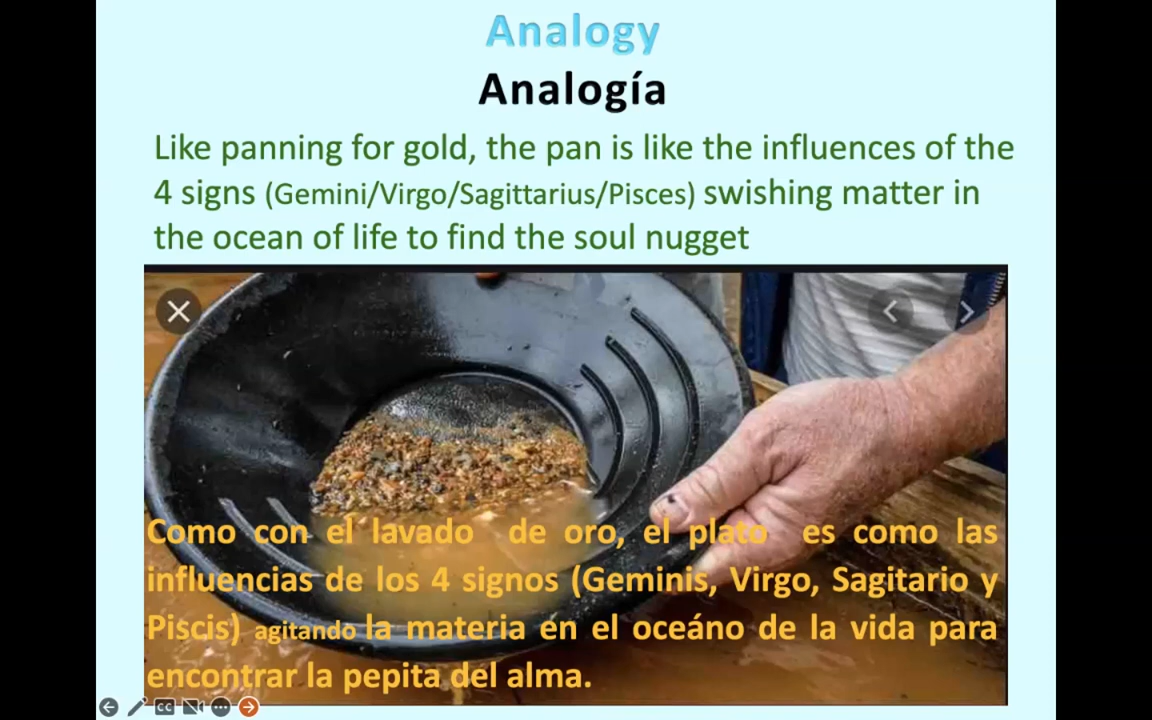 Analogy
Analogía
Like panning for gold, the pan is like the influences of the
4 signs (Gemini/Virgo/Sagittarius/Pisces) swishing matter in
the ocean of life to find the soul nugget
Como con el lavado de oro, el plato es como las
influencias de los 4 signos (Geminis, Virgo, Sagitario y
Piscis) agitando la materia en el oceáno de la vida para
encontrar la pepita del alma.
CC